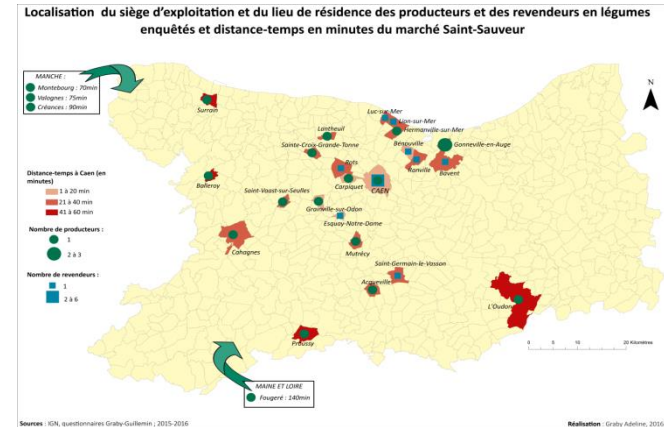 Localisation du siège d'exploitation et du lieu de résidence des producteurs et des revendeurs en légumes
enquêtés et distance-temps en minutes du marché Saint-Sauveur
MANCHE :
Montebourg : 70min
Valognes : 75min
Créances : 90min
N
Surrain
Luc-sur-Mer
Lion-sur-Mer
Hermanville-sur-Mer
Lantheuil
Sainte-Croix-Grande-Tonne
Bénouville
Gonneville-en-Auge
Rots
Ranville
Bavent
Distance-temps à Caen (en
minutes)
1 à 20 min
21 à 40 min
41 à 60 min
Balleroy
Carpiquet
CAEN
Saint-Vaast-sur-Seulles
Grainville-sur-Odon
Esquay-Notre-Dame
Nombre de producteurs :
1
2 à 3
Cahagnes
Mutrécy
Nombre de revendeurs :
1
2 à 6
Saint-Germain-le-Vasson
Acqueville
L'Oudon
Proussy
0 10 20 Kilomètres
MAINE ET LOIRE
Fougeré : 140min
Sources : IGN, questionnaires Graby-Guillemin ; 2015-2016
Réalisation : Graby Adeline, 2016